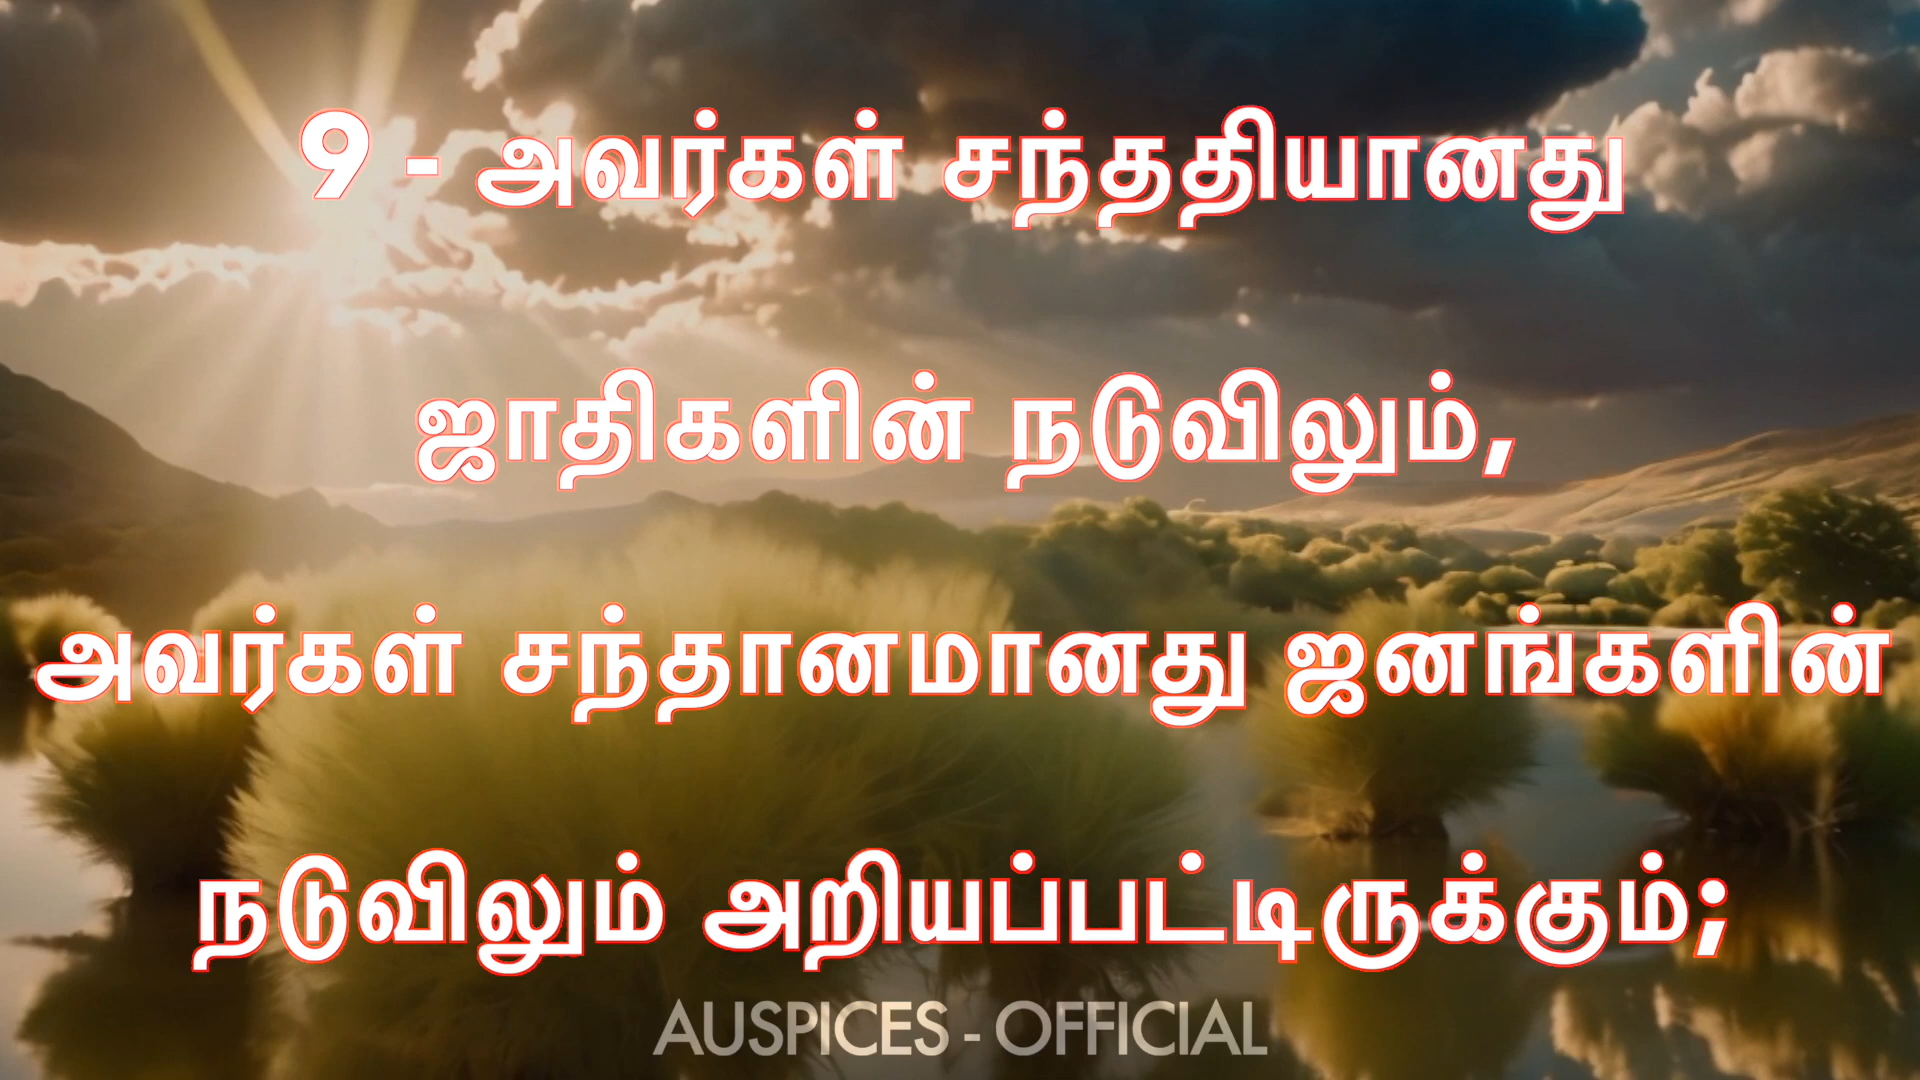 9 - அவர்கள் சந்ததியானது
ஜாதிகளின் நடுவிலும்,
அவர்கள் சந்தானமானது ஜனங்களின்
நடுவிலும் அறியப்பட்டிருக்கும்;
AUSPICES - OFFICIAL